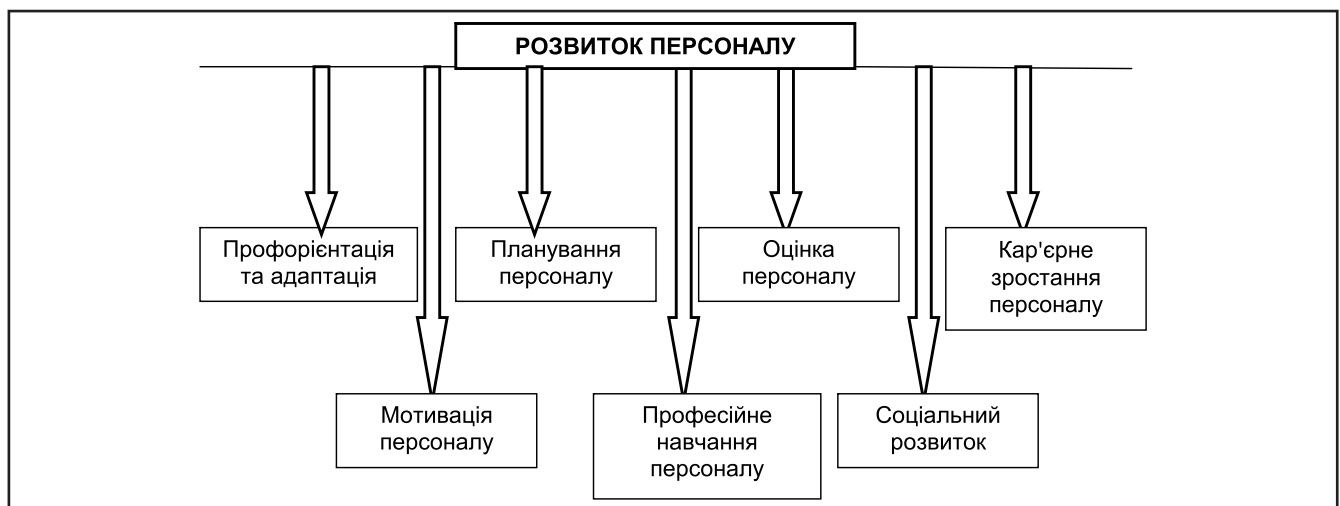 РОЗВИТОК ПЕРСОНАЛУ
Профорієнтація
та адаптація
Планування
персоналу
Оцінка
персоналу
Кар'єрне
зростання
персоналу
Мотивація
персоналу
Професійне
навчання
персоналу
Соціальний
розвиток